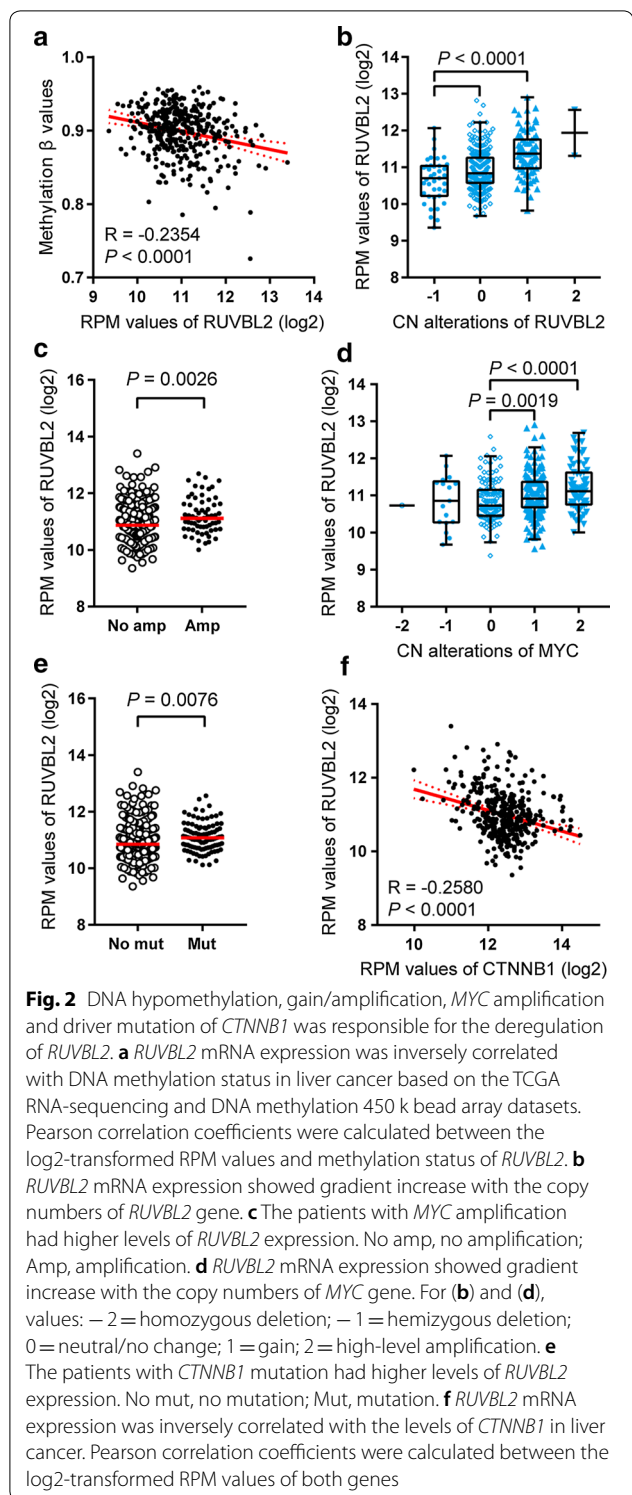 a
Methylation β values
1.0
0.9
0.8
0.7
R = -0.2354
P < 0.0001
9 10 11 12 13 14
RPM values of RUVBL2 (log2)
b
RPM values of RUVBL2 (log2)
14
13
12
11
10
9
8
P < 0.0001
-1 0 1 2
CN alterations of RUVBL2
c
RPM values of RUVBL2 (log2)
16
14
12
10
8
P = 0.0026
No amp Amp
d
RPM values of RUVBL2 (log2)
14
13
12
11
10
9
8
P < 0.0001
P = 0.0019
-2 -1 0 1 2
CN alterations of MYC
e
RPM values of RUVBL2 (log2)
16
14
12
10
8
P = 0.0076
No mut Mut
f
RPM values of RUVBL2 (log2)
14
12
10
8
R = -0.2580
P < 0.0001
10 12 14
RPM values of CTNNB1 (log2)
Fig. 2 DNA hypomethylation, gain/amplification, MYC amplification
and driver mutation of CTNNB1 was responsible for the deregulation
of RUVBL2. a RUVBL2 mRNA expression was inversely correlated
with DNA methylation status in liver cancer based on the TCGA
RNA-sequencing and DNA methylation 450 k bead array datasets.
Pearson correlation coefficients were calculated between the
log2-transformed RPM values and methylation status of RUVBL2. b
RUVBL2 mRNA expression showed gradient increase with the copy
numbers of RUVBL2 gene. c The patients with MYC amplification
had higher levels of RUVBL2 expression. No amp, no amplification;
Amp, amplification. d RUVBL2 mRNA expression showed gradient
increase with the copy numbers of MYC gene. For (b) and (d),
values: − 2 = homozygous deletion; − 1 = hemizygous deletion;
0 = neutral/no change; 1 = gain; 2 = high-level amplification. e
The patients with CTNNB1 mutation had higher levels of RUVBL2
expression. No mut, no mutation; Mut, mutation. f RUVBL2 mRNA
expression was inversely correlated with the levels of CTNNB1 in liver
cancer. Pearson correlation coefficients were calculated between the
log2-transformed RPM values of both genes